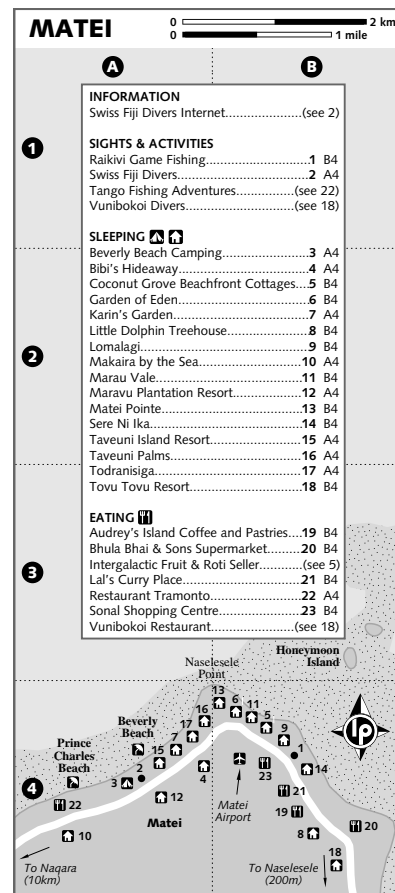 MATEI
0 2 km
0 1 mile
A B
INFORMATION
Swiss Fiji Divers Internet......................(see 2)
1
SIGHTS & ACTIVITIES
Raikivi Game Fishing..............................1 B4
Swiss Fiji Divers.......................................2 A4
Tango Fishing Adventures.................(see 22)
Vunibokoi Divers...............................(see 18)
SLEEPING
Beverly Beach Camping..........................3 A4
Bibi's Hideaway.......................................4 A4
Coconut Grove Beachfront Cottages....5 B4
Garden of Eden.......................................6 B4
Karin's Garden.........................................7 A4
Little Dolphin Treehouse........................8 B4
Lomalagi..................................................9 B4
2
Makaira by the Sea...............................10 A4
Marau Vale............................................11 B4
Maravu Plantation Resort....................12 A4
Matei Pointe.........................................13 B4
Sere Ni Ika.............................................14 B4
Taveuni Island Resort...........................15 A4
Taveuni Palms.......................................16 A4
Todranisiga............................................17 A4
Tovu Tovu Resort..................................18 B4
EATING
Audrey's Island Coffee and Pastries....19 B4
Bhula Bhai & Sons Supermarket.........20 B4
3
Intergalactic Fruit & Roti Seller..........(see 5)
Lal's Curry Place....................................21 B4
Restaurant Tramonto...........................22 A4
Sonal Shopping Centre.........................23 B4
Vunibokoi Restaurant........................(see 18)
Honeymoon
Island
Naselesele
Point
13
6
11
16
5
Beverly
Beach
17
7
9
15
1
lp
Prince
Charles
Beach
2
3
4
23
14
4
12
21
22
Matei
Airport
19
Matei
20
10
8
18
To Naqara
(10km)
To Naselesele
(200m)